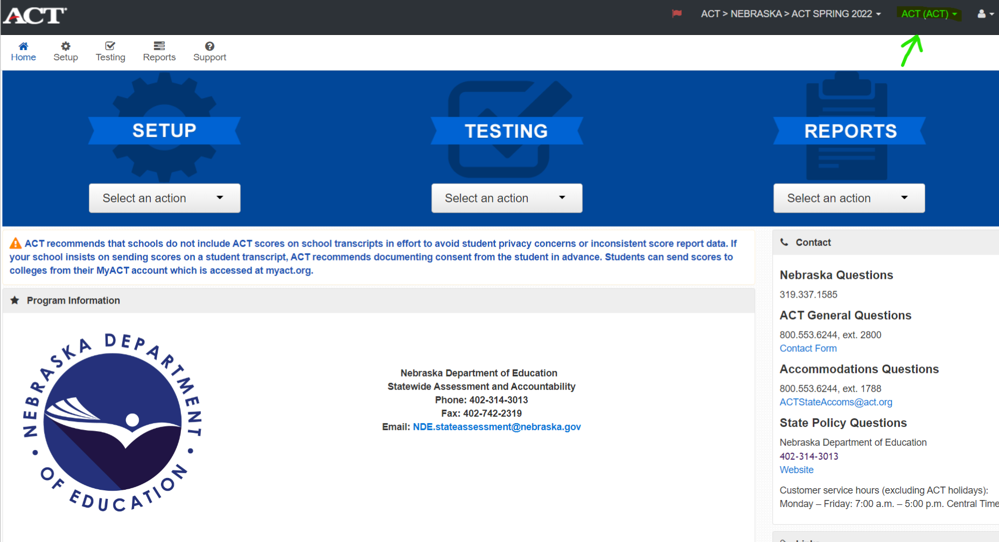 ACT®
ACT > NEBRASKA > ACT SPRING 2022
ACT (ACT)
Home
Setup
Testing
Reports
Support
SETUP
TESTING
REPORTS
Select an action
Select an action
Select an action
ACT recommends that schools do not include ACT scores on school transcripts in effort to avoid student privacy concerns or inconsistent score report data. If
your school insists on sending scores on a student transcript, ACT recommends documenting consent from the student in advance. Students can send scores to
colleges from their MyACT account which is accessed at myact.org.
Program Information
NEBRASKA DEPARTMENT
• OF EDUCATION •
Nebraska Department of Education
Statewide Assessment and Accountability
Phone: 402-314-3013
Fax: 402-742-2319
Email: NDE.stateassessment@nebraska.gov
Contact
Nebraska Questions
319.337.1585
ACT General Questions
800.553.6244, ext. 2800
Contact Form
Accommodations Questions
800.553.6244, ext. 1788
ACTStateAccoms@act.org
State Policy Questions
Nebraska Department of Education
402-314-3013
Website
Customer service hours (excluding ACT holidays):
Monday – Friday: 7:00 a.m. – 5:00 p.m. Central Time